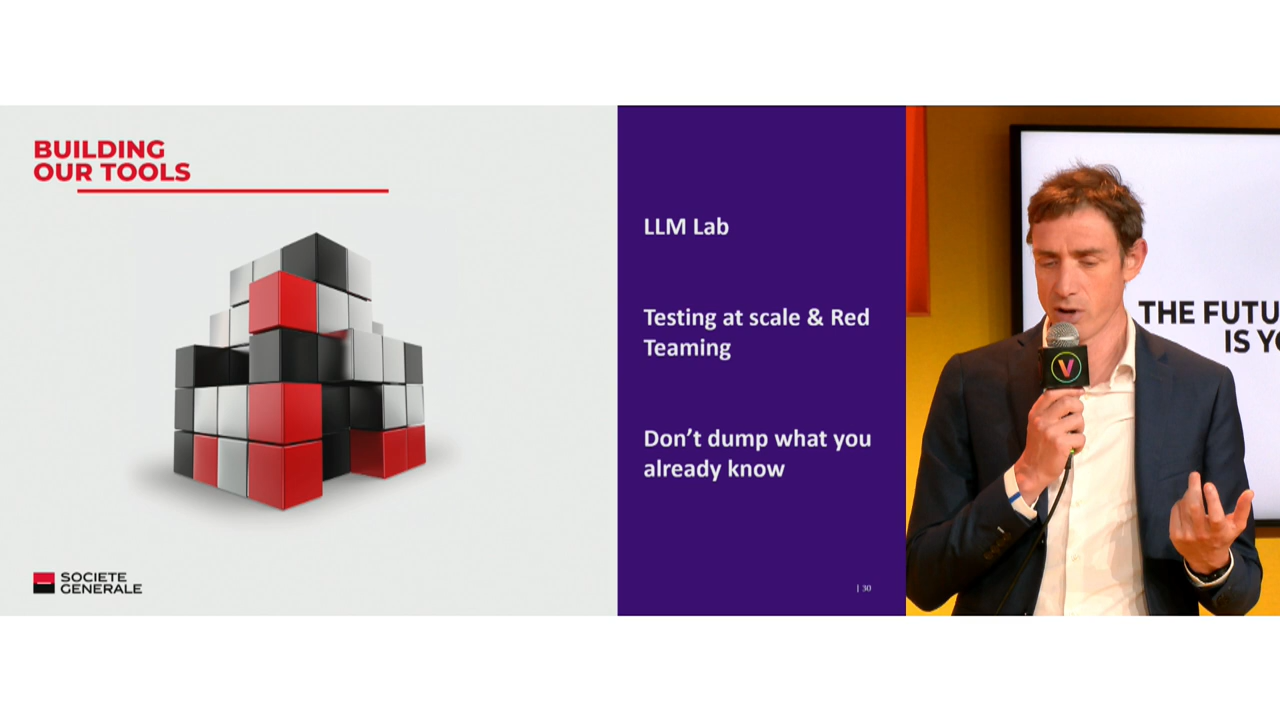 BUILDING
OUR TOOLS
SOCIETE
GENERALE
LLM Lab
Testing at scale & Red
Teaming
Don’t dump what you
already know
| 30
V
THE FUTU
IS Y